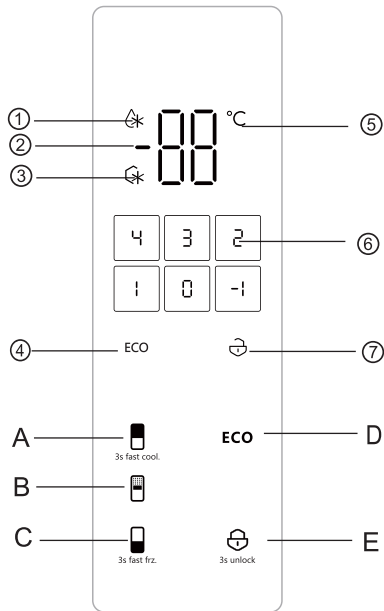 ①
②
-88 °C
③
⑤
4 3 2
⑥
1 0 -1
④ ECO
⑦
A
3s fast cool.
ECO D
B
C
3s fast frz.
E
3s unlock